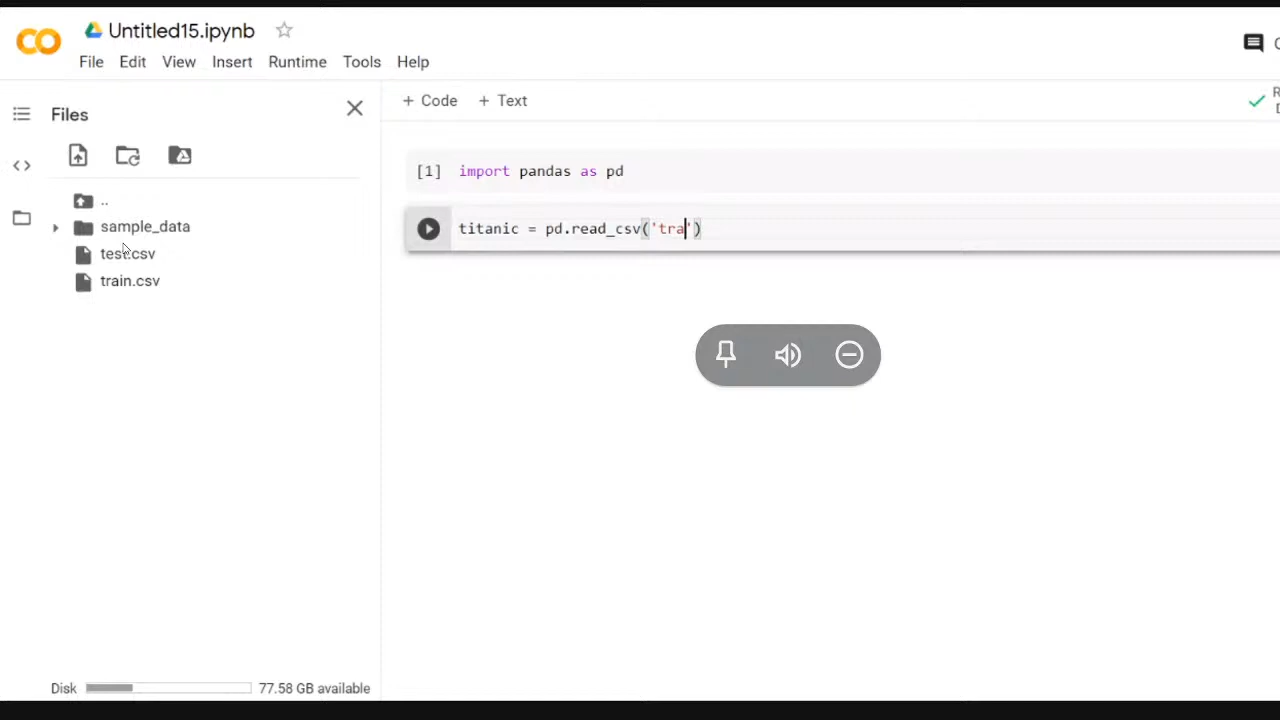 Untitled15.ipynb
File Edit View Insert Runtime Tools Help
Files
+ Code + Text
..
sample_data
test.csv
train.csv
[1] import pandas as pd
titanic = pd.read_csv('tra')
Disk 77.58 GB available